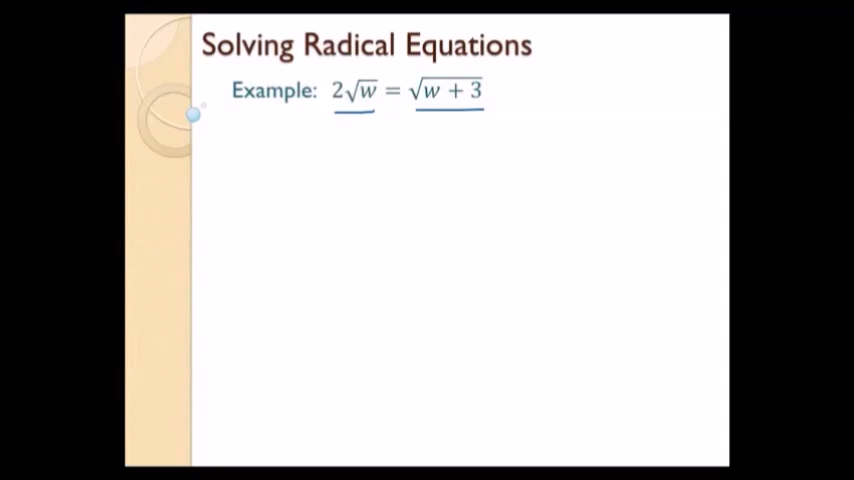 Solving Radical Equations
Example: 2√w = √(w + 3)